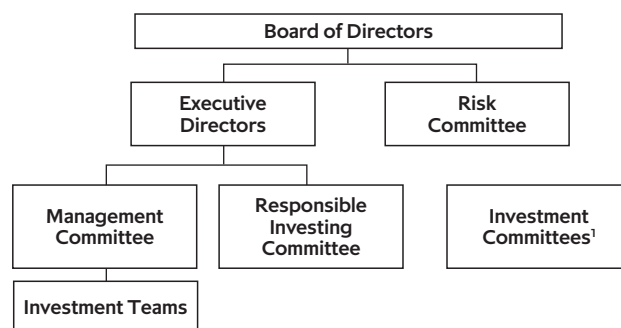 Board of Directors
Executive
Directors
Risk
Committee
Management
Committee
Responsible
Investing
Committee
Investment
Committees¹
Investment Teams